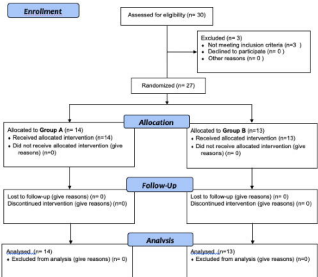 Enrollment
Assessed for eligibility (n= 30)
Excluded (n= 3)
• Not meeting inclusion criteria (n=3 )
• Declined to participate (n= 0 )
• Other reasons (n= 0 )
Randomized (n= 27)
Allocation
Allocated to Group A (n= 14)
• Received allocated intervention (n=14)
• Did not receive allocated intervention (give
reasons) (n=0)
Allocated to Group B (n=13)
• Received allocated intervention (n=13)
• Did not receive allocated intervention (give
reasons) (n= 0)
Follow-Up
Lost to follow-up (give reasons) (n= 0)
Discontinued intervention (give reasons) (n=0)
Lost to follow-up (give reasons) (n= 0)
Discontinued intervention (give reasons) (n= 0)
Analysis
Analysed (n= 14)
• Excluded from analysis (give reasons) (n= 0)
Analysed (n=13)
• Excluded from analysis (give reasons) (n=0)